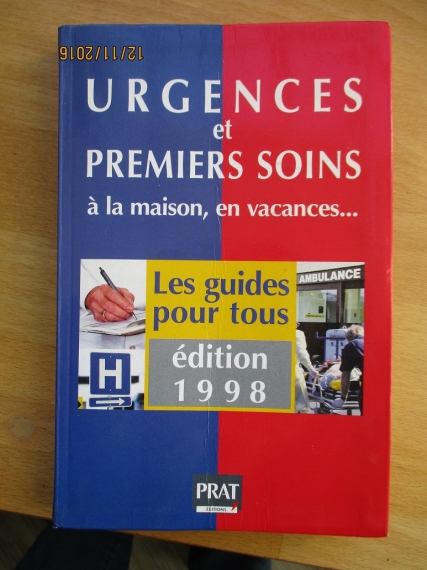 12/11/2016
URGENCES
et
PREMIERS SOINS
à la maison, en vacances...
Les guides
pour tous
édition
1998
AMBULANCE
H
PRAT
EDITIONS